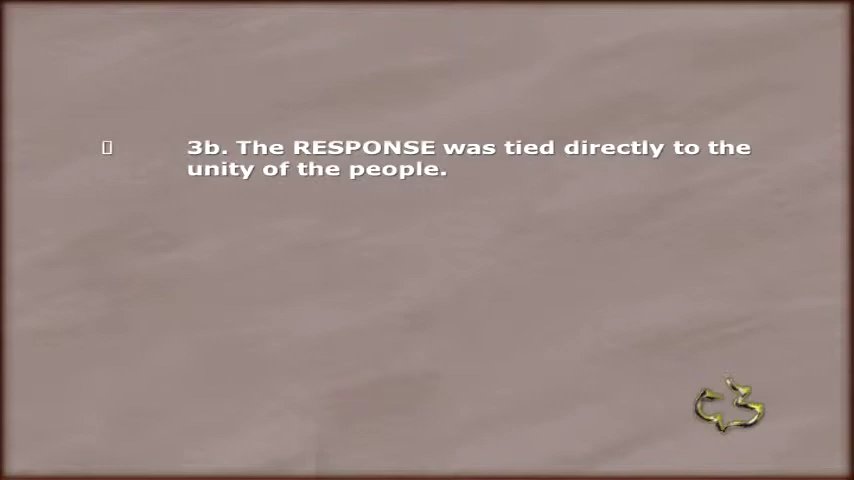 3b. The RESPONSE was tied directly to the
unity of the people.